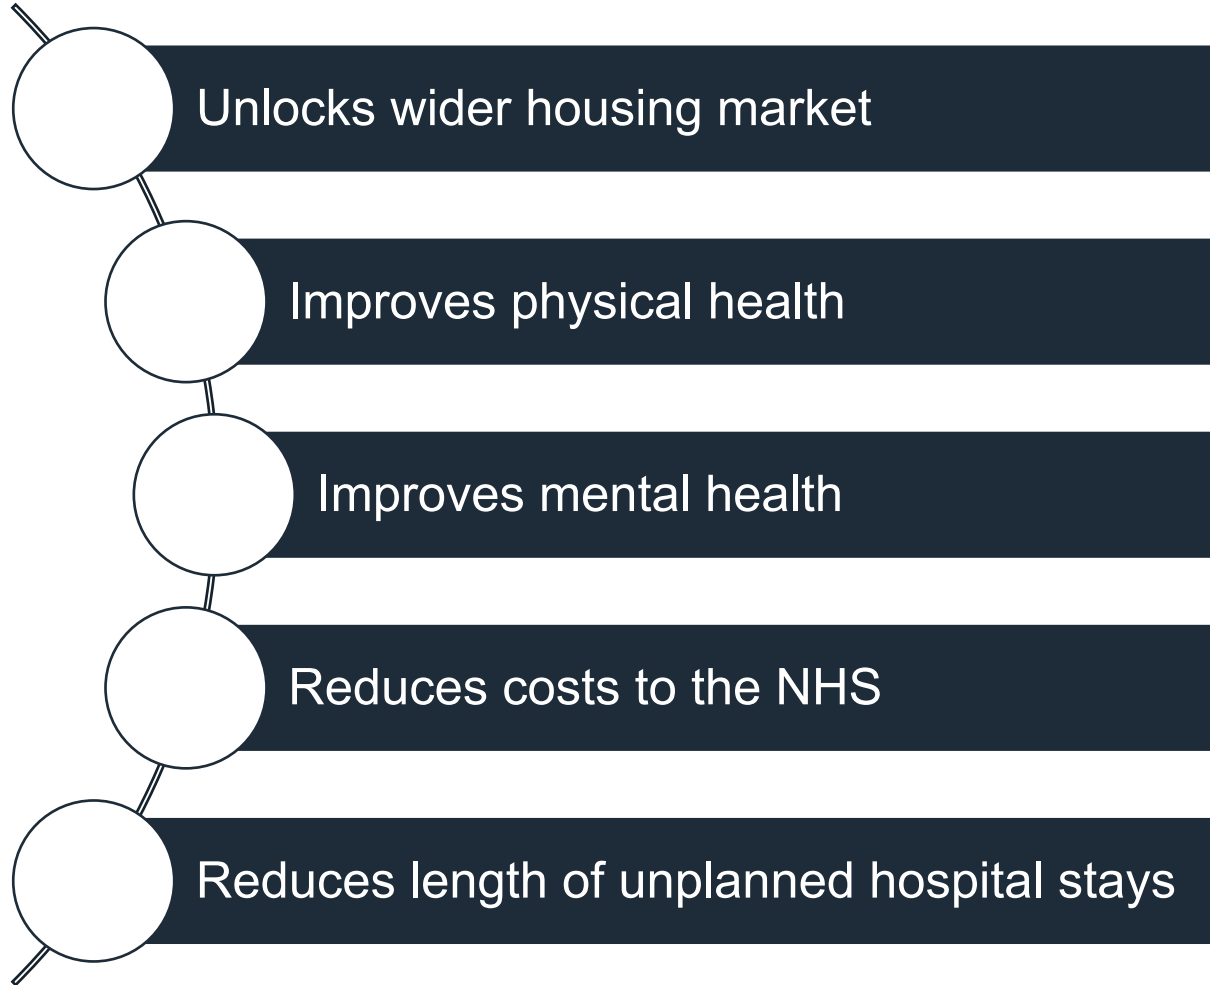 Unlocks wider housing market
Improves physical health
Improves mental health
Reduces costs to the NHS
Reduces length of unplanned hospital stays